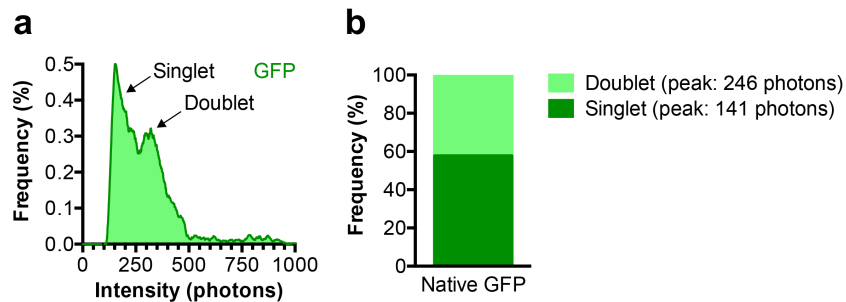 a
Frequency (%)
0.5
0.4
0.3
0.2
0.1
0.0
Singlet
Doublet
GFP
0 250 500 750 1000
Intensity (photons)
b
Frequency (%)
100
80
60
40
20
0
Native GFP
Doublet (peak: 246 photons)
Singlet (peak: 141 photons)